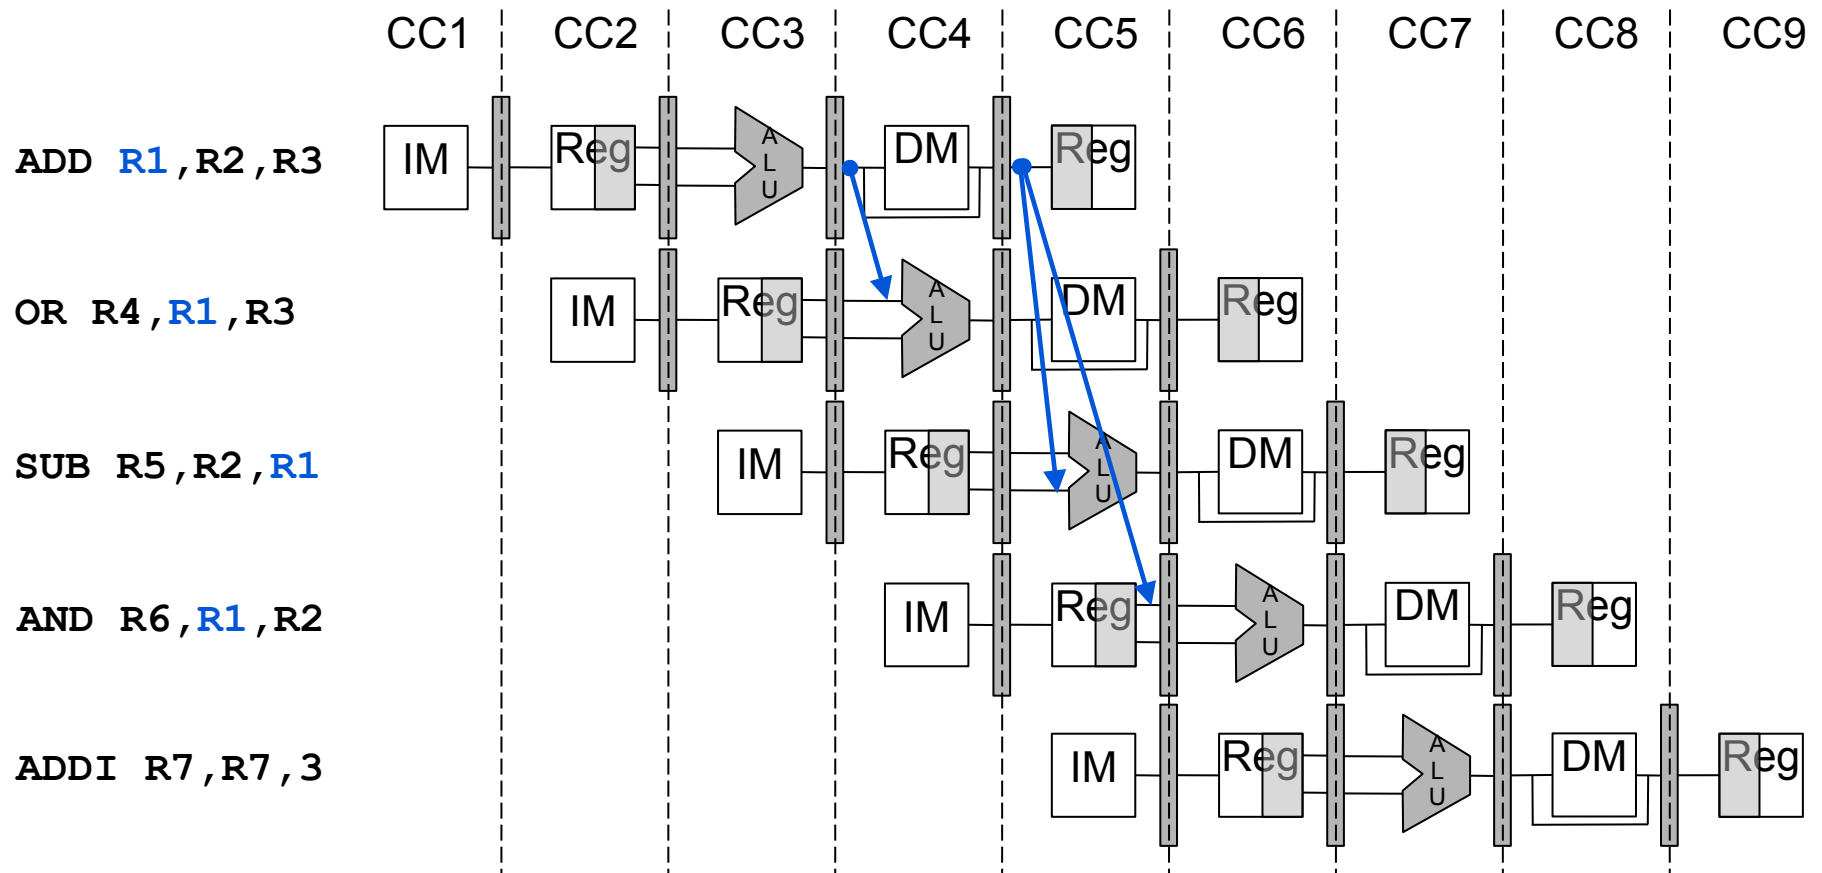 CC1 CC2 CC3 CC4 CC5 CC6 CC7 CC8 CC9
ADD R1,R2,R3 IM Reg ALU DM Reg
OR R4,R1,R3 IM Reg ALU DM Reg
SUB R5,R2,R1 IM Reg ALU DM Reg
AND R6,R1,R2 IM Reg ALU DM Reg
ADDI R7,R7,3 IM Reg ALU DM Reg